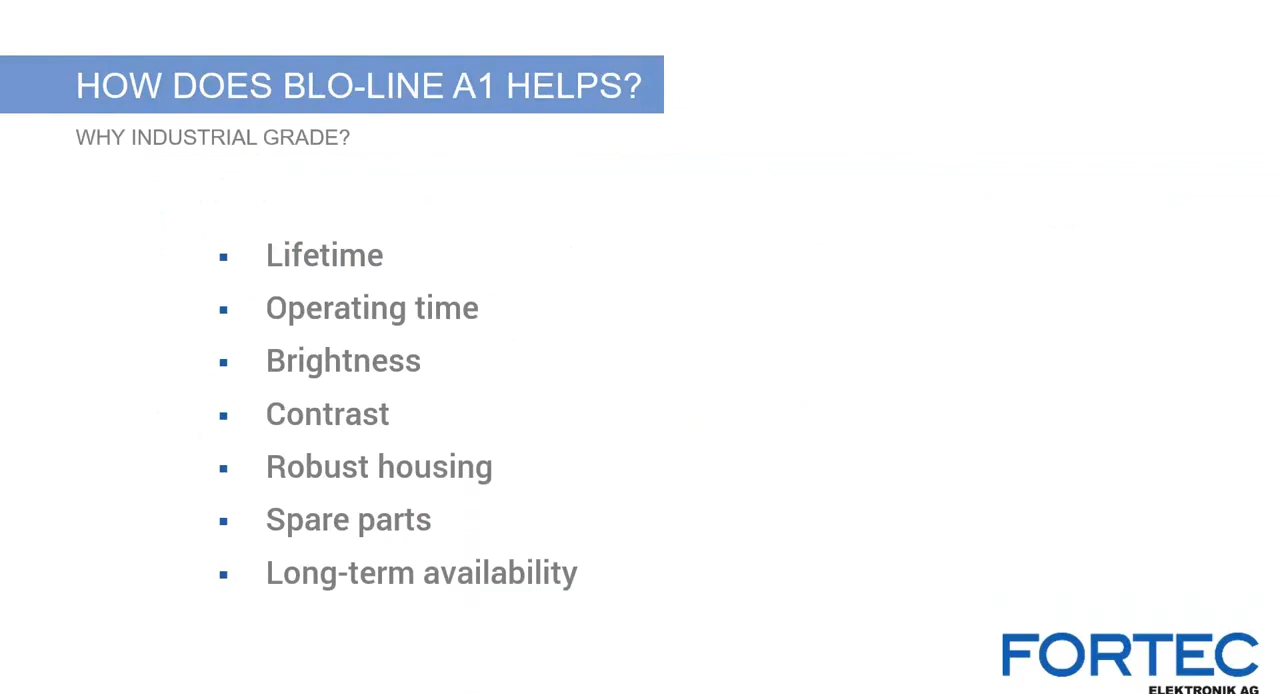 HOW DOES BLO-LINE A1 HELPS?
WHY INDUSTRIAL GRADE?
▪ Lifetime
▪ Operating time
▪ Brightness
▪ Contrast
▪ Robust housing
▪ Spare parts
▪ Long-term availability
FORTEC
ELEKTRONIK AG